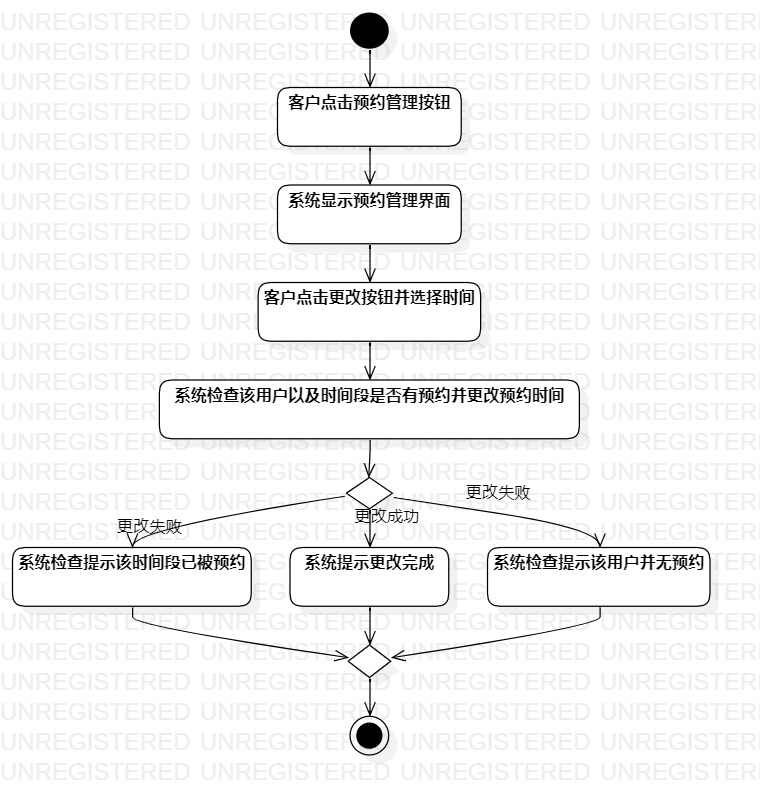 客户点击预约管理按钮
系统显示预约管理界面
客户点击更改按钮并选择时间
系统检查该用户以及时间段是否有预约并更改预约时间
更改失败
更改成功
更改失败
系统检查提示该时间段已被预约
系统提示更改完成
系统检查提示该用户并无预约
UNREGISTERED UNREGISTERED UNREGISTERED UNREGISTERED